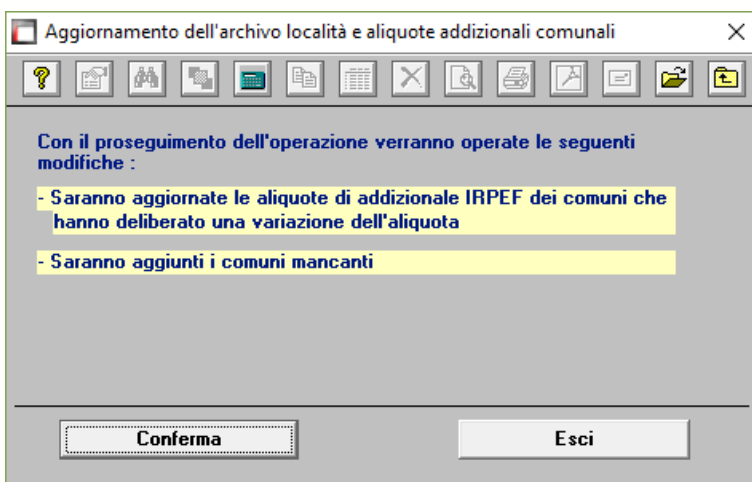 Aggiornamento dell'archivio località e aliquote addizionali comunali
Con il proseguimento dell'operazione verranno operate le seguenti
modifiche :
- Saranno aggiornate le aliquote di addizionale IRPEF dei comuni che
hanno deliberato una variazione dell'aliquota
- Saranno aggiunti i comuni mancanti
Conferma
Esci